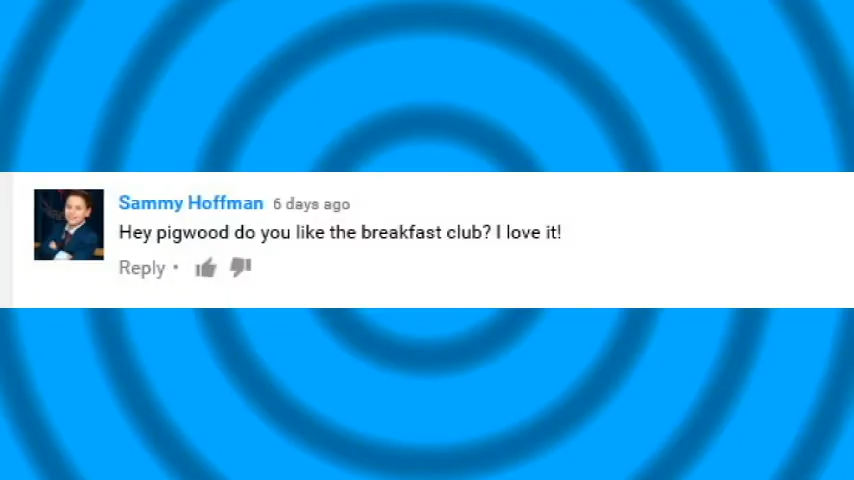 Sammy Hoffman 6 days ago
Hey pigwood do you like the breakfast club? I love it!
Reply •